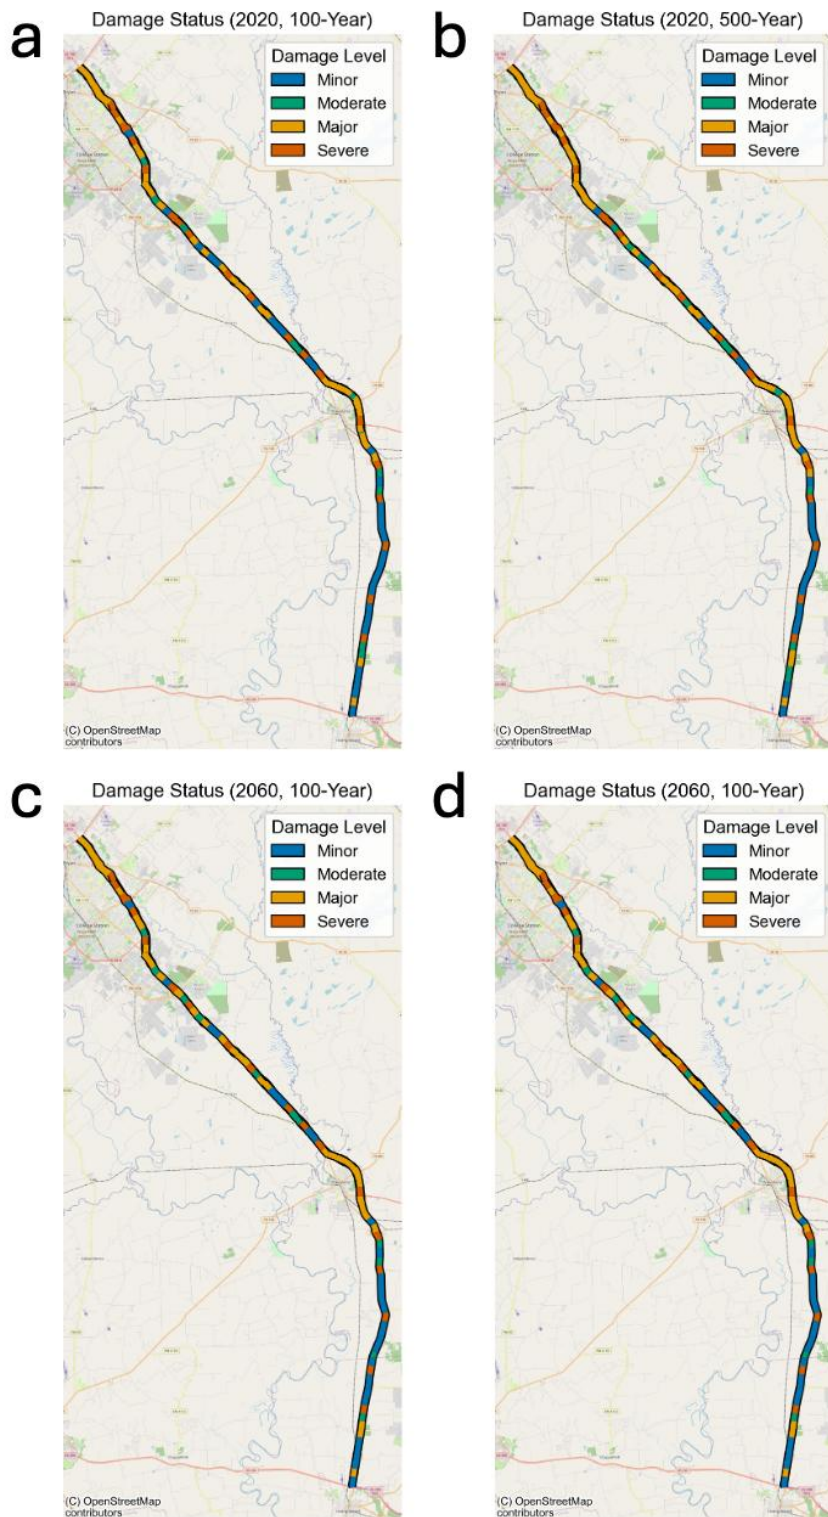 a
Damage Status (2020, 100-Year)
Damage Level
Minor
Moderate
Major
Severe
(C) OpenStreetMap
contributors
b
Damage Status (2020, 500-Year)
Damage Level
Minor
Moderate
Major
Severe
(C) OpenStreetMap
contributors
c
Damage Status (2060, 100-Year)
Damage Level
Minor
Moderate
Major
Severe
(C) OpenStreetMap
contributors
d
Damage Status (2060, 100-Year)
Damage Level
Minor
Moderate
Major
Severe
(C) OpenStreetMap
contributors